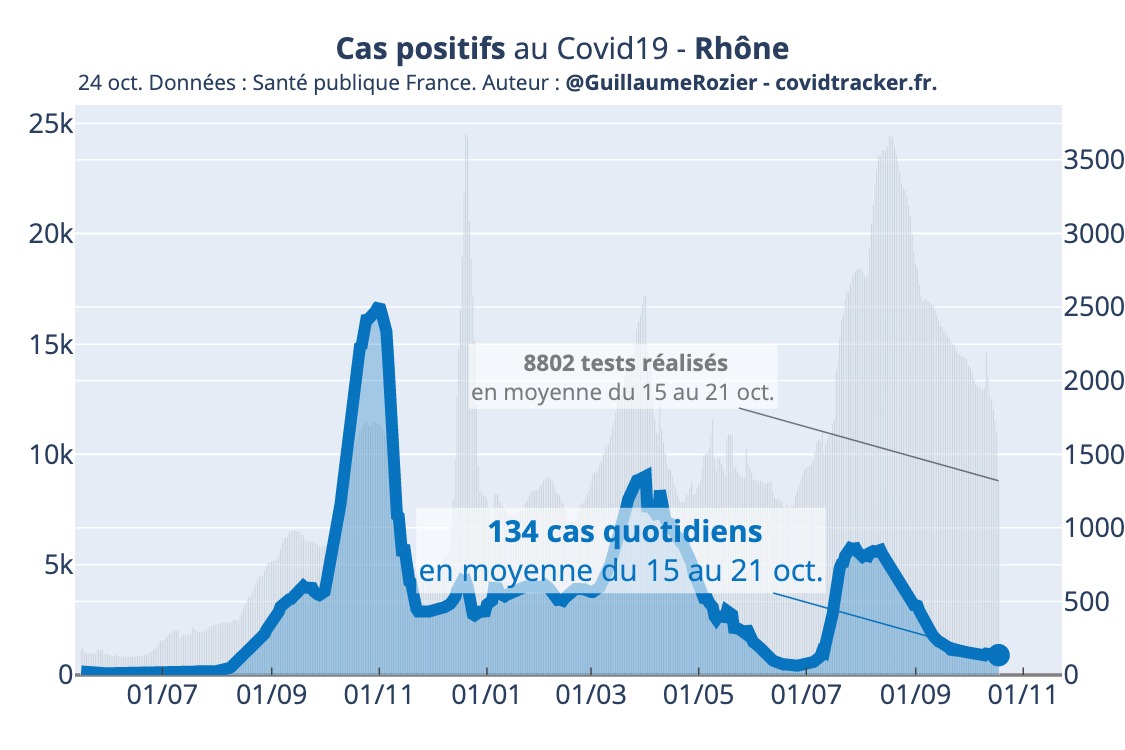 Cas positifs au Covid19 - Rhône
24 oct. Données : Santé publique France. Auteur : @GuillaumeRozier - covidtracker.fr.
25k
3500
20k
3000
2500
15k
8802 tests réalisés
en moyenne du 15 au 21 oct.
2000
10k
1500
134 cas quotidiens
en moyenne du 15 au 21 oct.
1000
5k
500
0
0
01/07
01/09
01/11
01/01
01/03
01/05
01/07
01/09
01/11